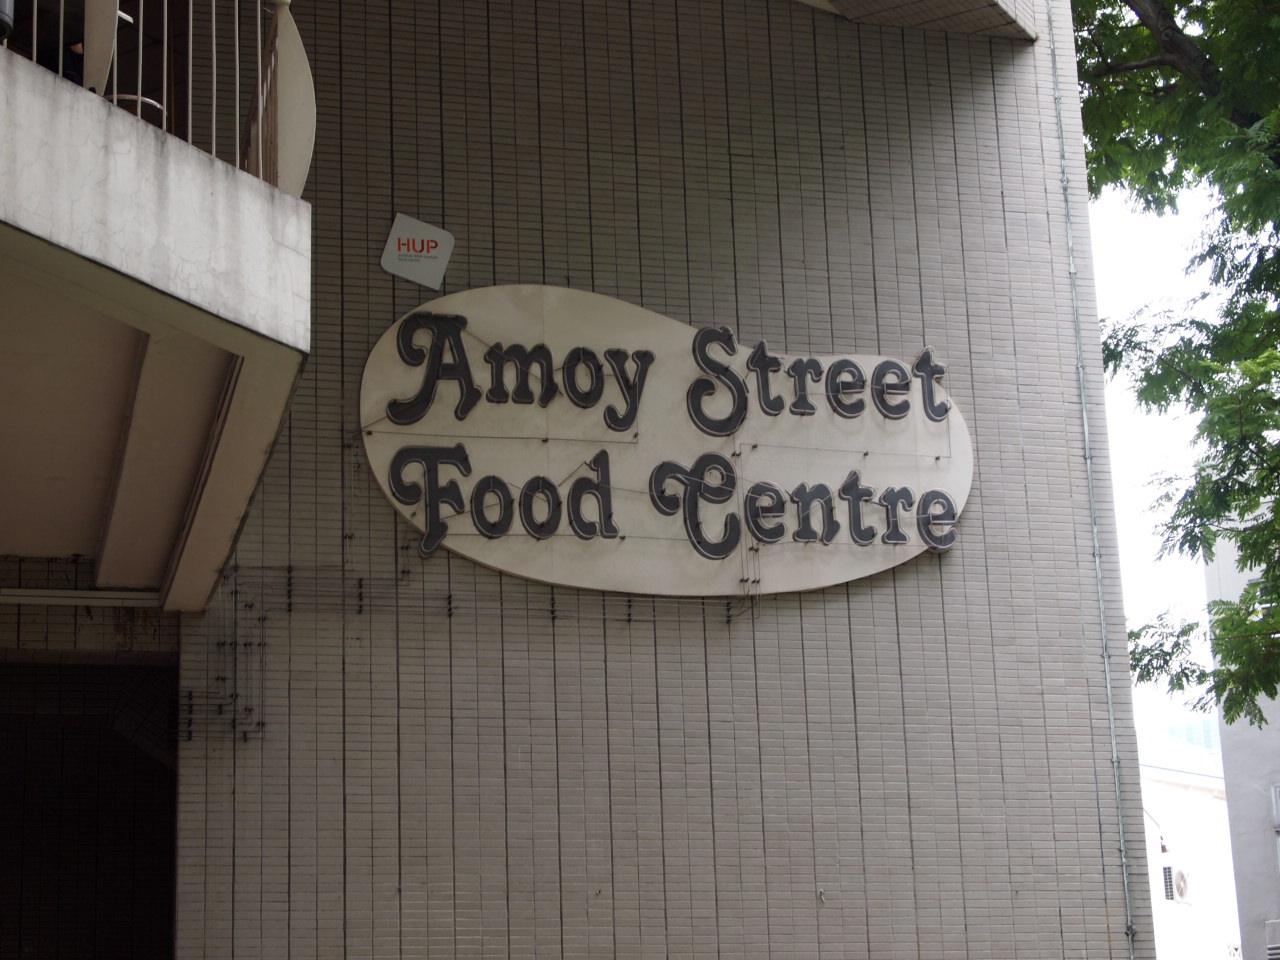 HUP
Amoy Street
Food Centre